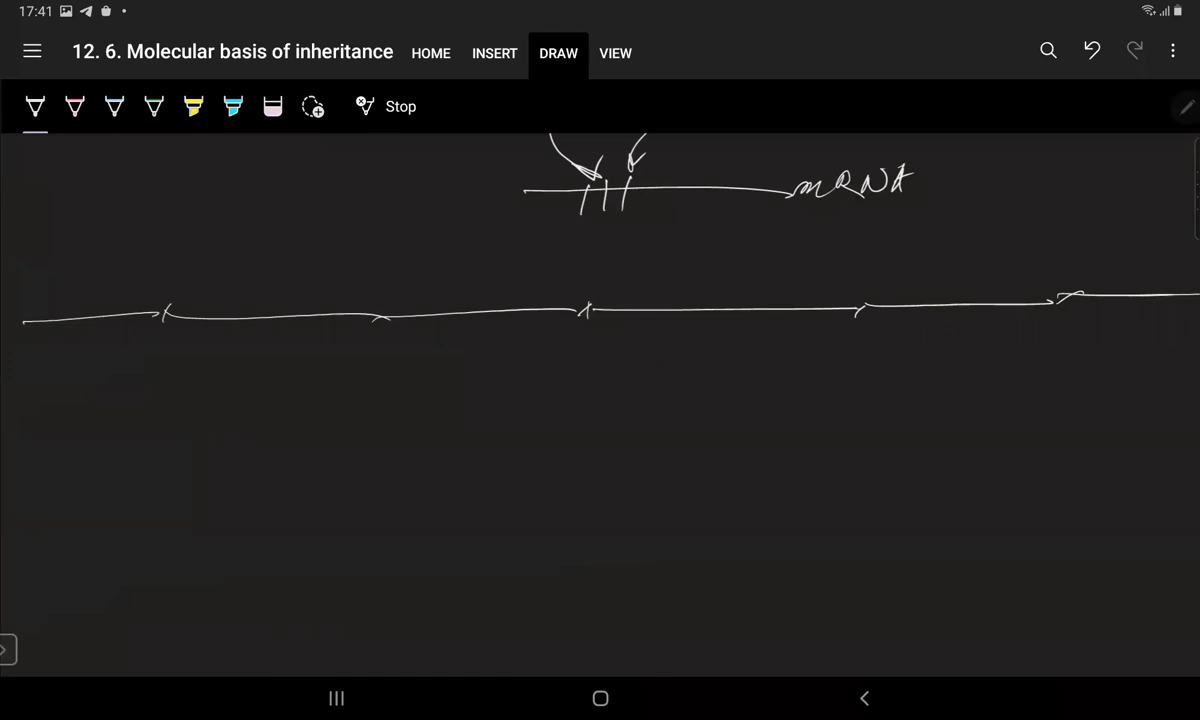 17:41
12. 6. Molecular basis of inheritance HOME INSERT DRAW VIEW
Stop
mRNA